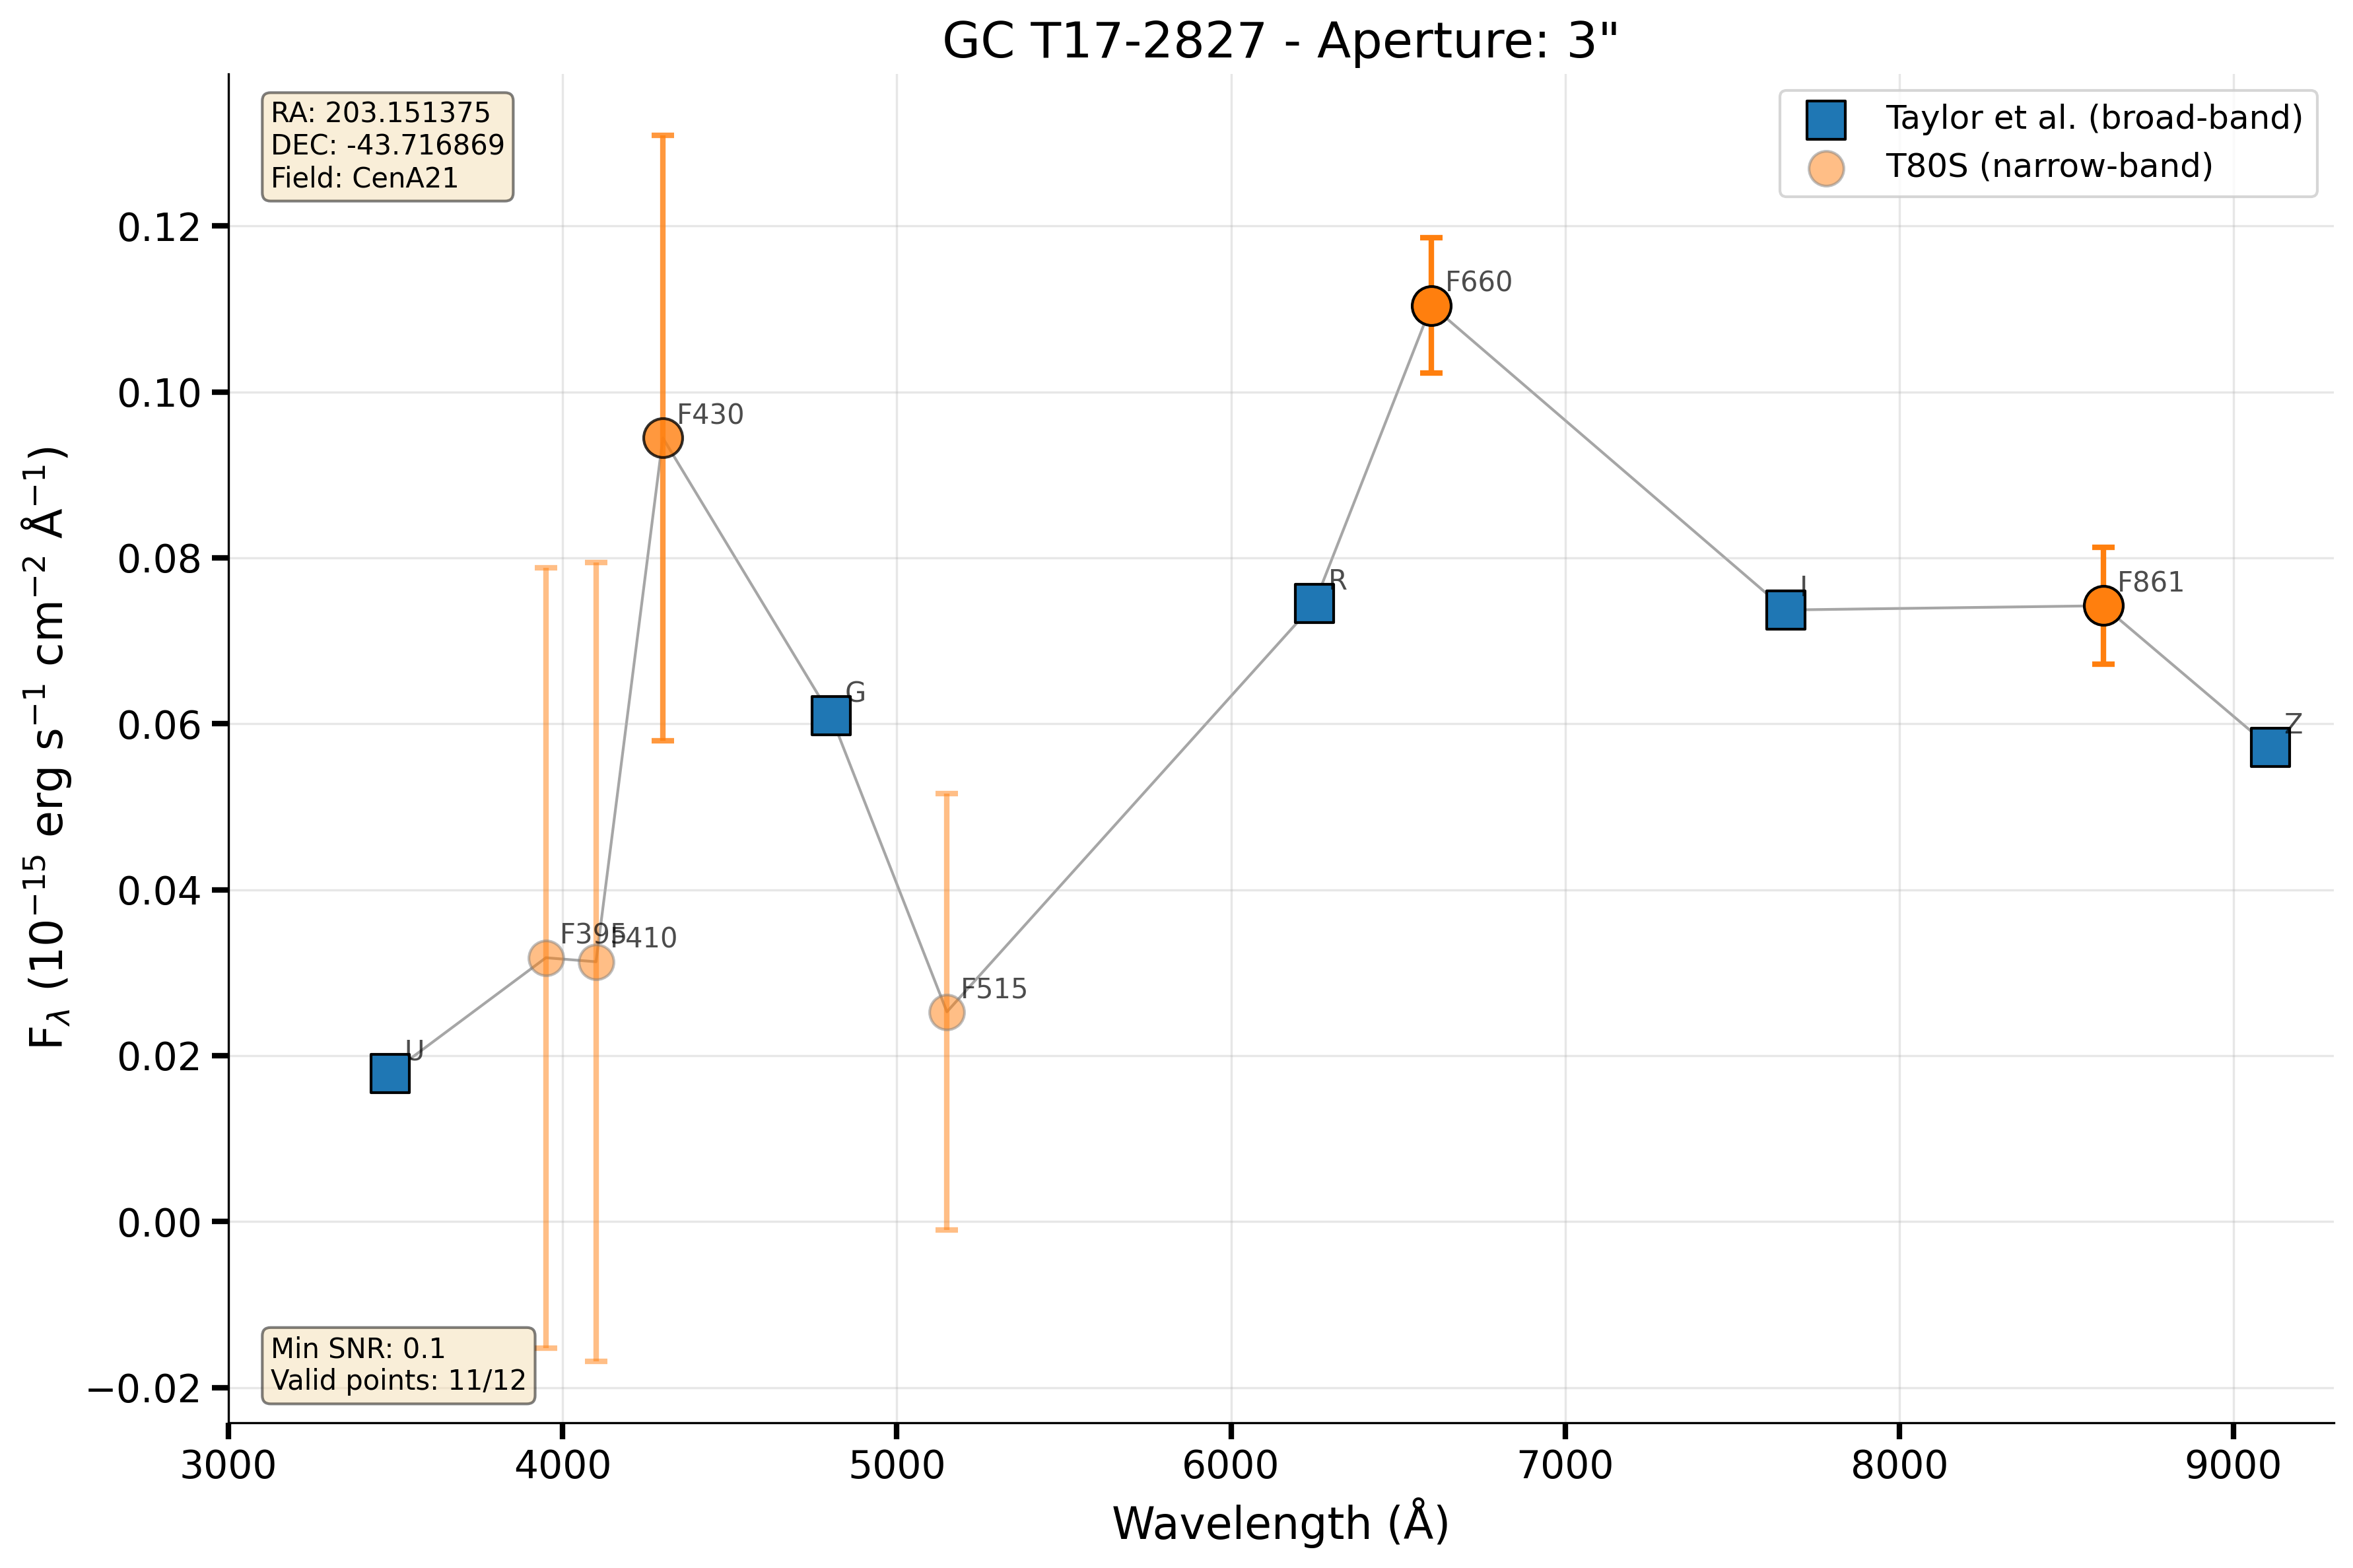 GC T17-2827 - Aperture: 3"
RA: 203.151375
DEC: -43.716869
Field: CenA21
Taylor et al. (broad-band)
T80S (narrow-band)
F_λ (10⁻¹⁵ erg s⁻¹ cm⁻² Å⁻¹)
0.12
0.10
0.08
0.06
0.04
0.02
0.00
−0.02
U
F395
F410
F430
G
F515
R
F660
I
F861
Z
Min SNR: 0.1
Valid points: 11/12
3000 4000 5000 6000 7000 8000 9000
Wavelength (Å)